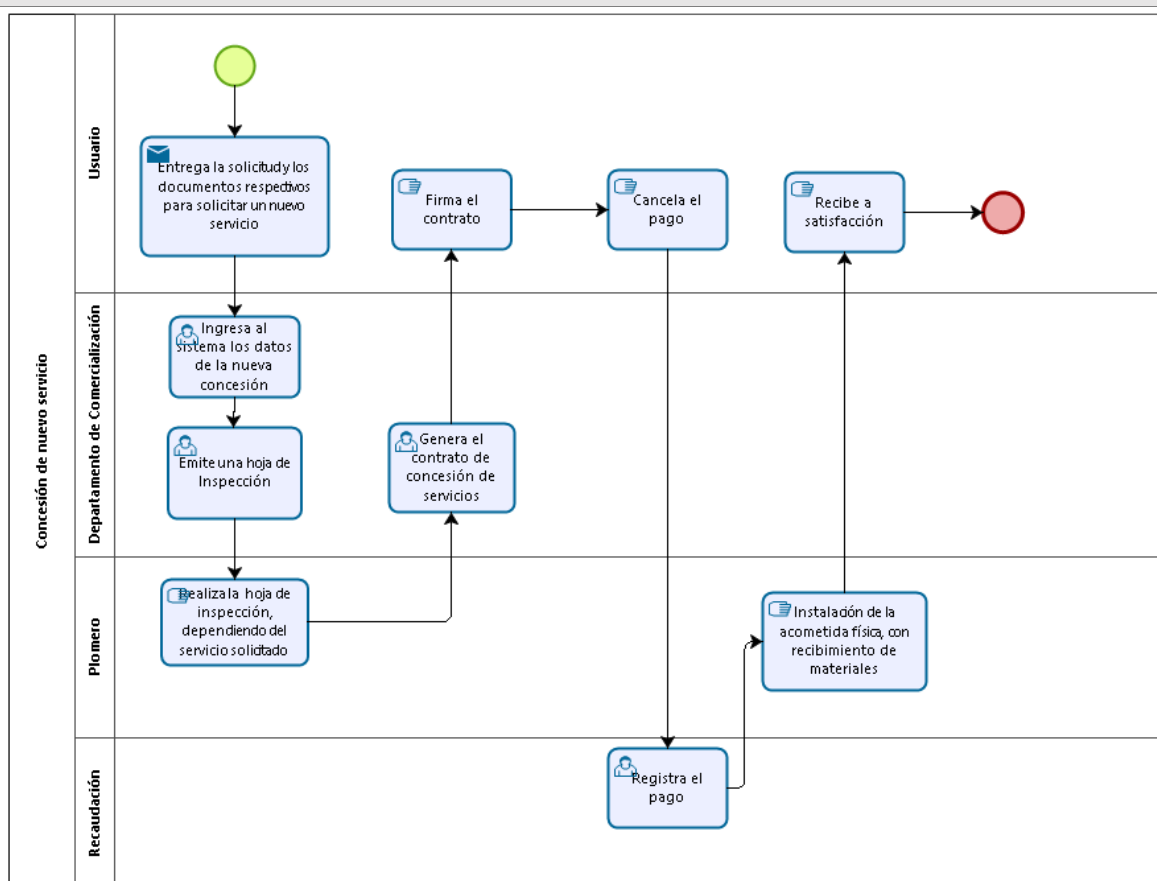 Concesión de nuevo servicio
Usuario
Entrega la solicitud y los
documentos respectivos
para solicitar un nuevo
servicio
Firma el
contrato
Cancela el
pago
Recibe a
satisfacción
Departamento de Comercialización
Ingresa al
sistema los datos
de la nueva
concesión
Emite una hoja de
Inspección
Genera el
contrato de
concesión de
servicios
Plomero
Realiza la hoja de
inspección,
dependiendo del
servicio solicitado
Instalación de la
acometida física, con
recibimiento de
materiales
Recaudación
Registra el
pago